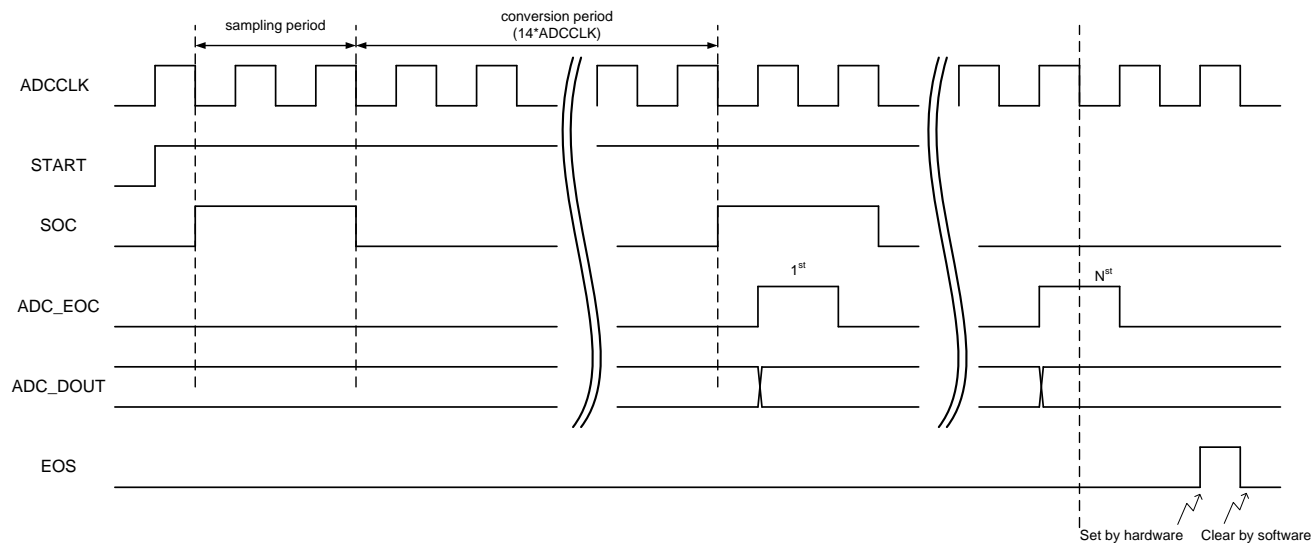 sampling period
conversion period
(14*ADCCLK)
ADCCLK
START
SOC
1st
Nst
ADC_EOC
ADC_DOUT
EOS
Set by hardware
Clear by software